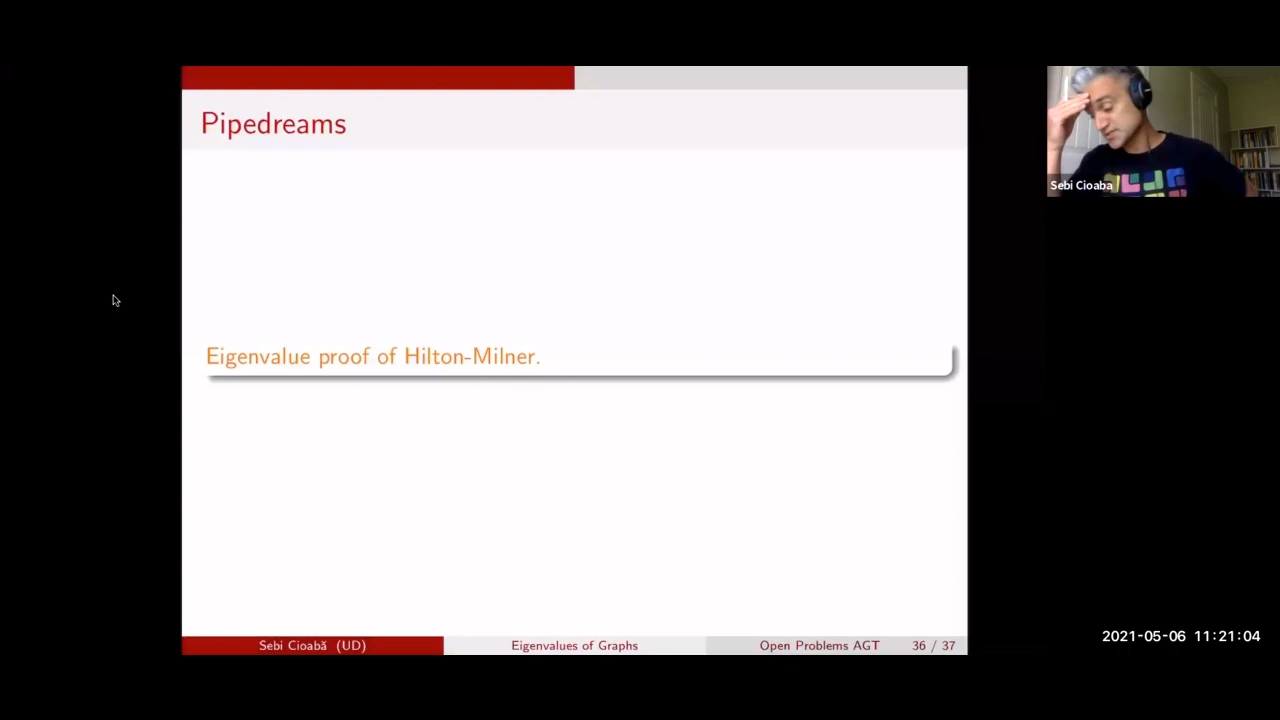 Pipedreams
Sebi Cioaba
Eigenvalue proof of Hilton-Milner.
2021-05-06 11:21:04
Sebi Cioabă (UD) Eigenvalues of Graphs Open Problems AGT 36 / 37